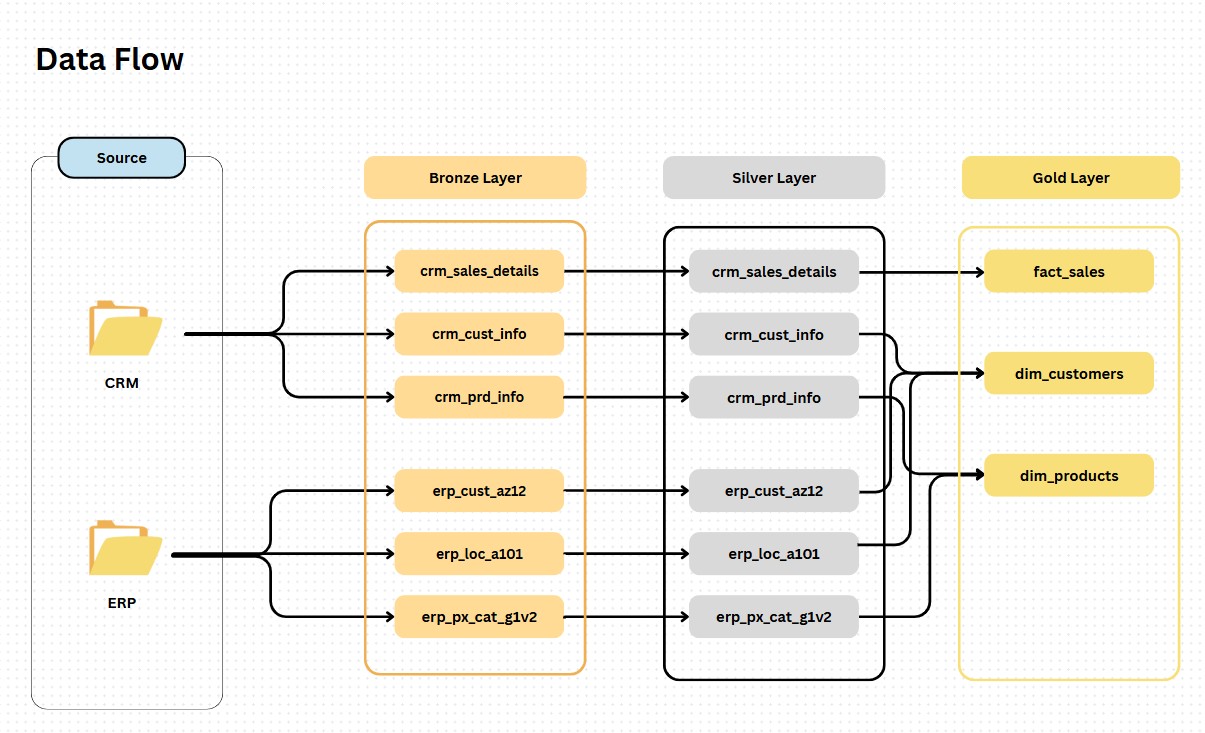 Data Flow
Source
CRM
ERP
Bronze Layer
crm_sales_details
crm_cust_info
crm_prd_info
erp_cust_az12
erp_loc_a101
erp_px_cat_g1v2
Silver Layer
crm_sales_details
crm_cust_info
crm_prd_info
erp_cust_az12
erp_loc_a101
erp_px_cat_g1v2
Gold Layer
fact_sales
dim_customers
dim_products